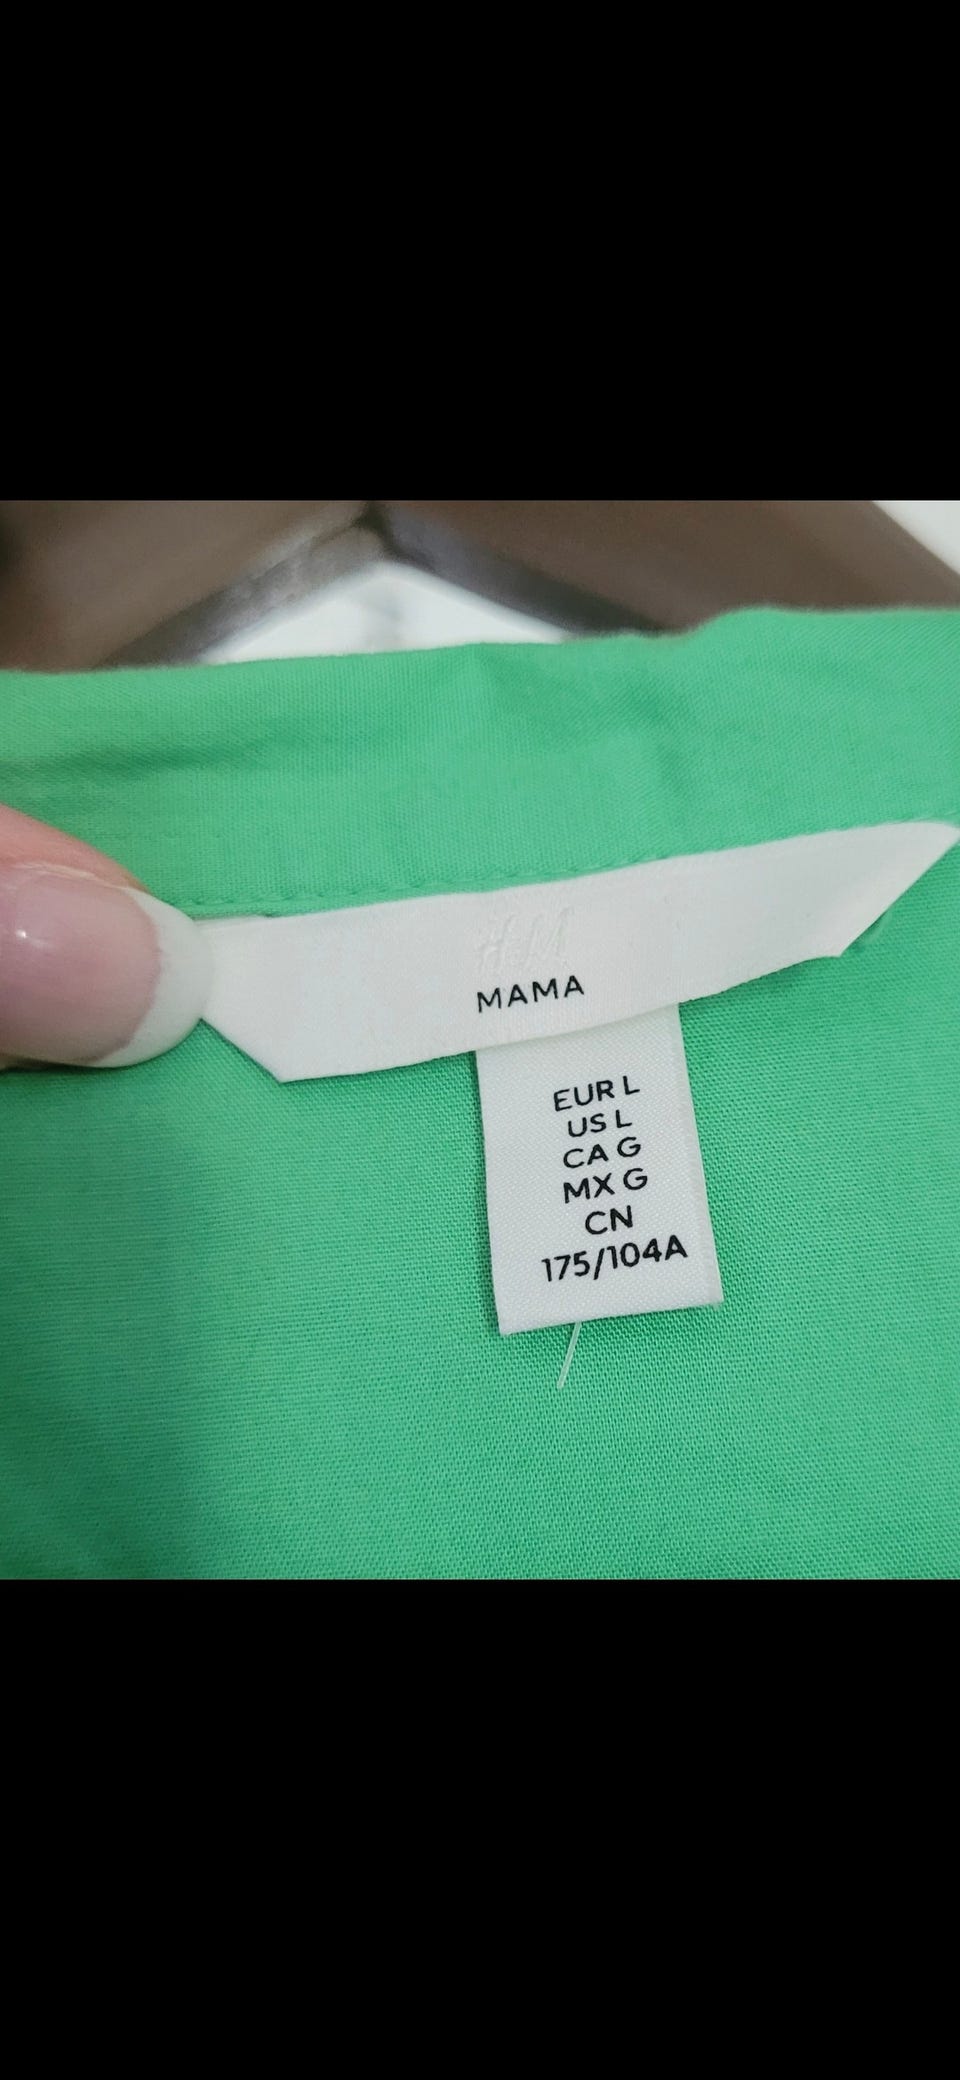 H&M
MAMA
EUR L
US L
CA G
MX G
CN
175/104A